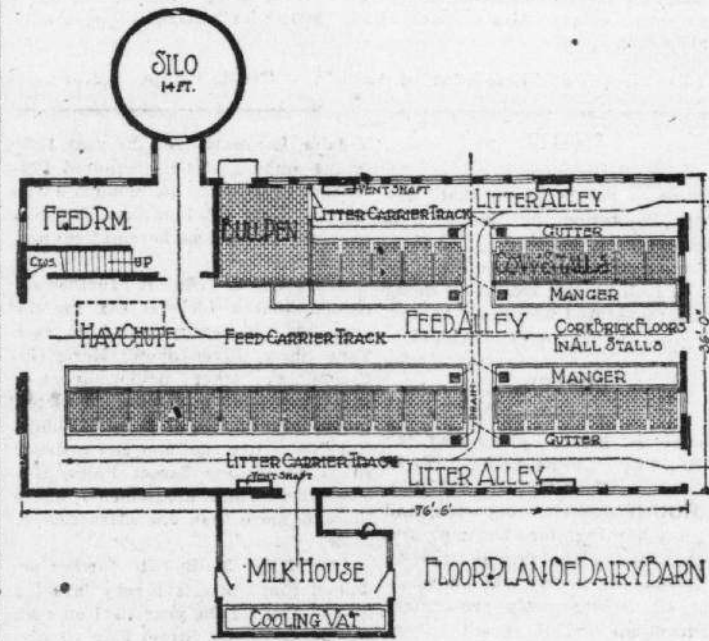 SILO
14 FT.
FEED RM.
CLOS.
UP
BULL PEN
VENT SHAFT
LITTER ALLEY
LITTER CARRIER TRACK
GUTTER
COW STALLS
MANGER
HAY CHUTE
FEED CARRIER TRACK
FEED ALLEY
CORK BRICK FLOORS
IN ALL STALLS
36'-0"
MANGER
DRAIN
GUTTER
LITTER CARRIER TRACK
VENT SHAFT
LITTER ALLEY
76'-6"
MILK HOUSE
COOLING VAT
FLOOR PLAN OF DAIRY BARN